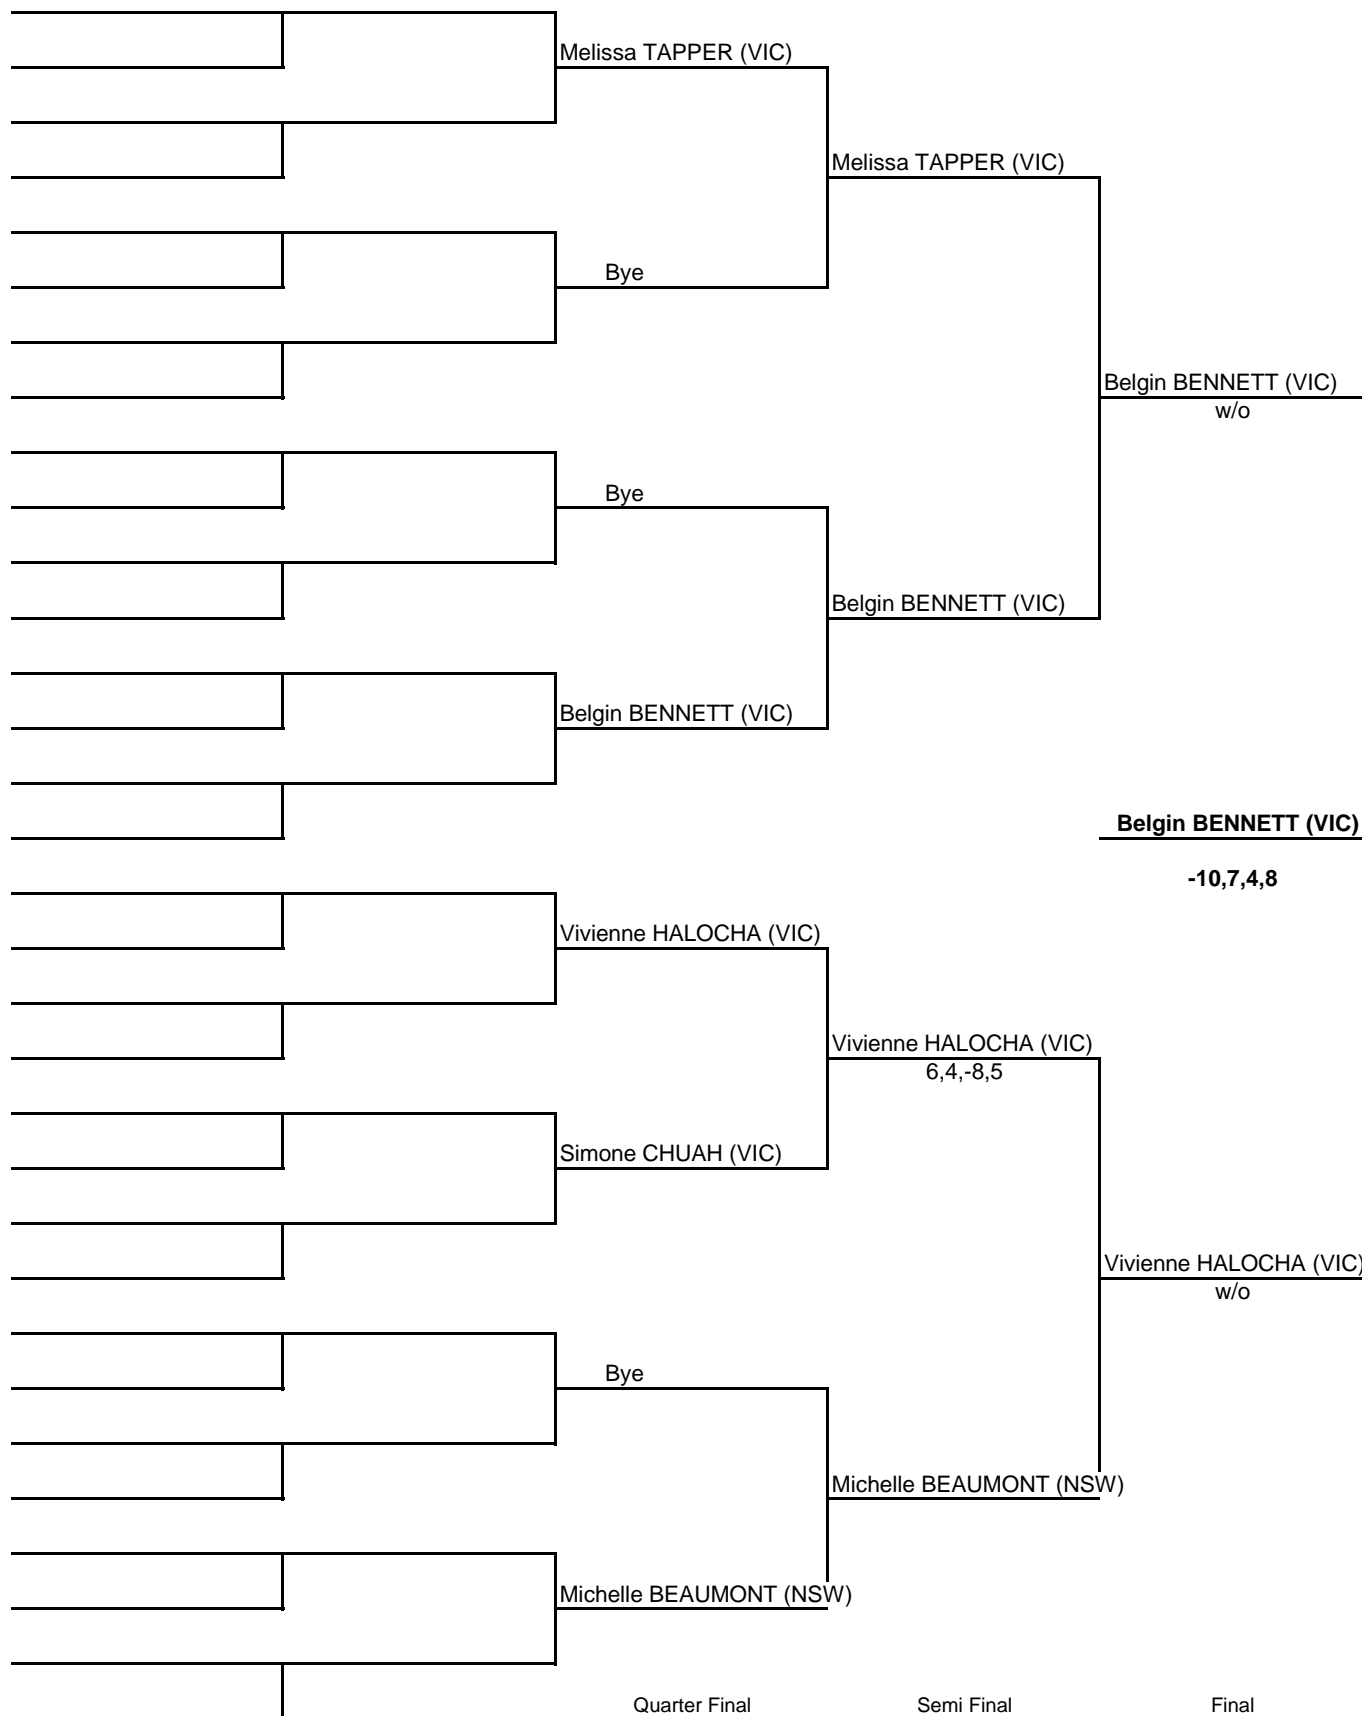 Melissa TAPPER (VIC)
Melissa TAPPER (VIC)
Bye
Belgin BENNETT (VIC)
w/o
Bye
Belgin BENNETT (VIC)
Belgin BENNETT (VIC)
Belgin BENNETT (VIC)
-10,7,4,8
Vivienne HALOCHA (VIC)
Vivienne HALOCHA (VIC)
6,4,-8,5
Simone CHUAH (VIC)
Vivienne HALOCHA (VIC)
w/o
Bye
Michelle BEAUMONT (NSW)
Michelle BEAUMONT (NSW)
Quarter Final Semi Final Final